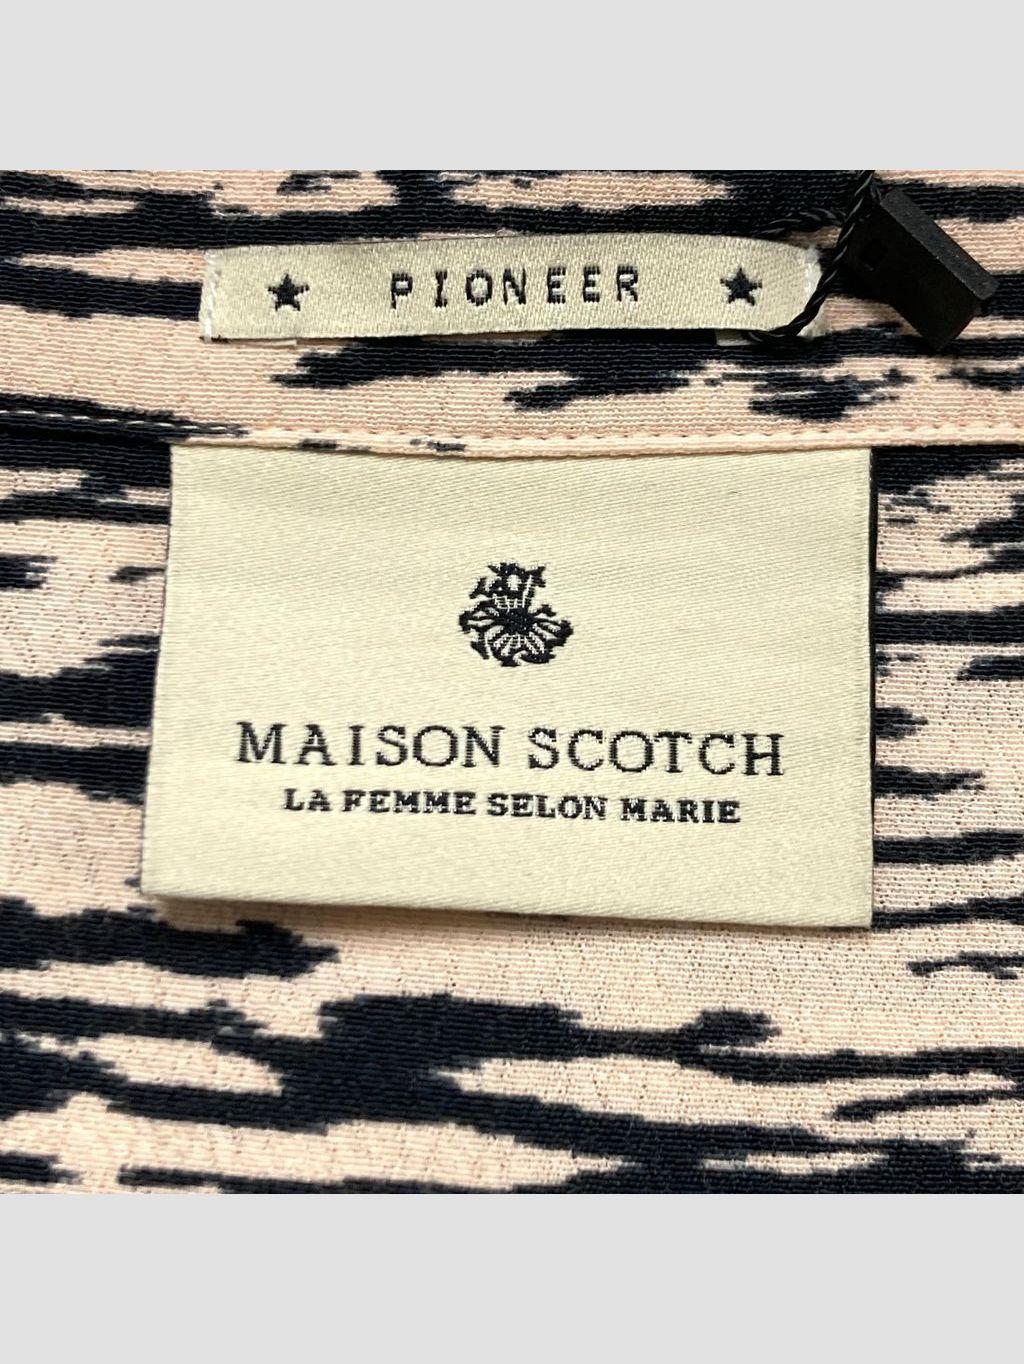 ★ PIONEER ★
MAISON SCOTCH
LA FEMME SELON MARIE